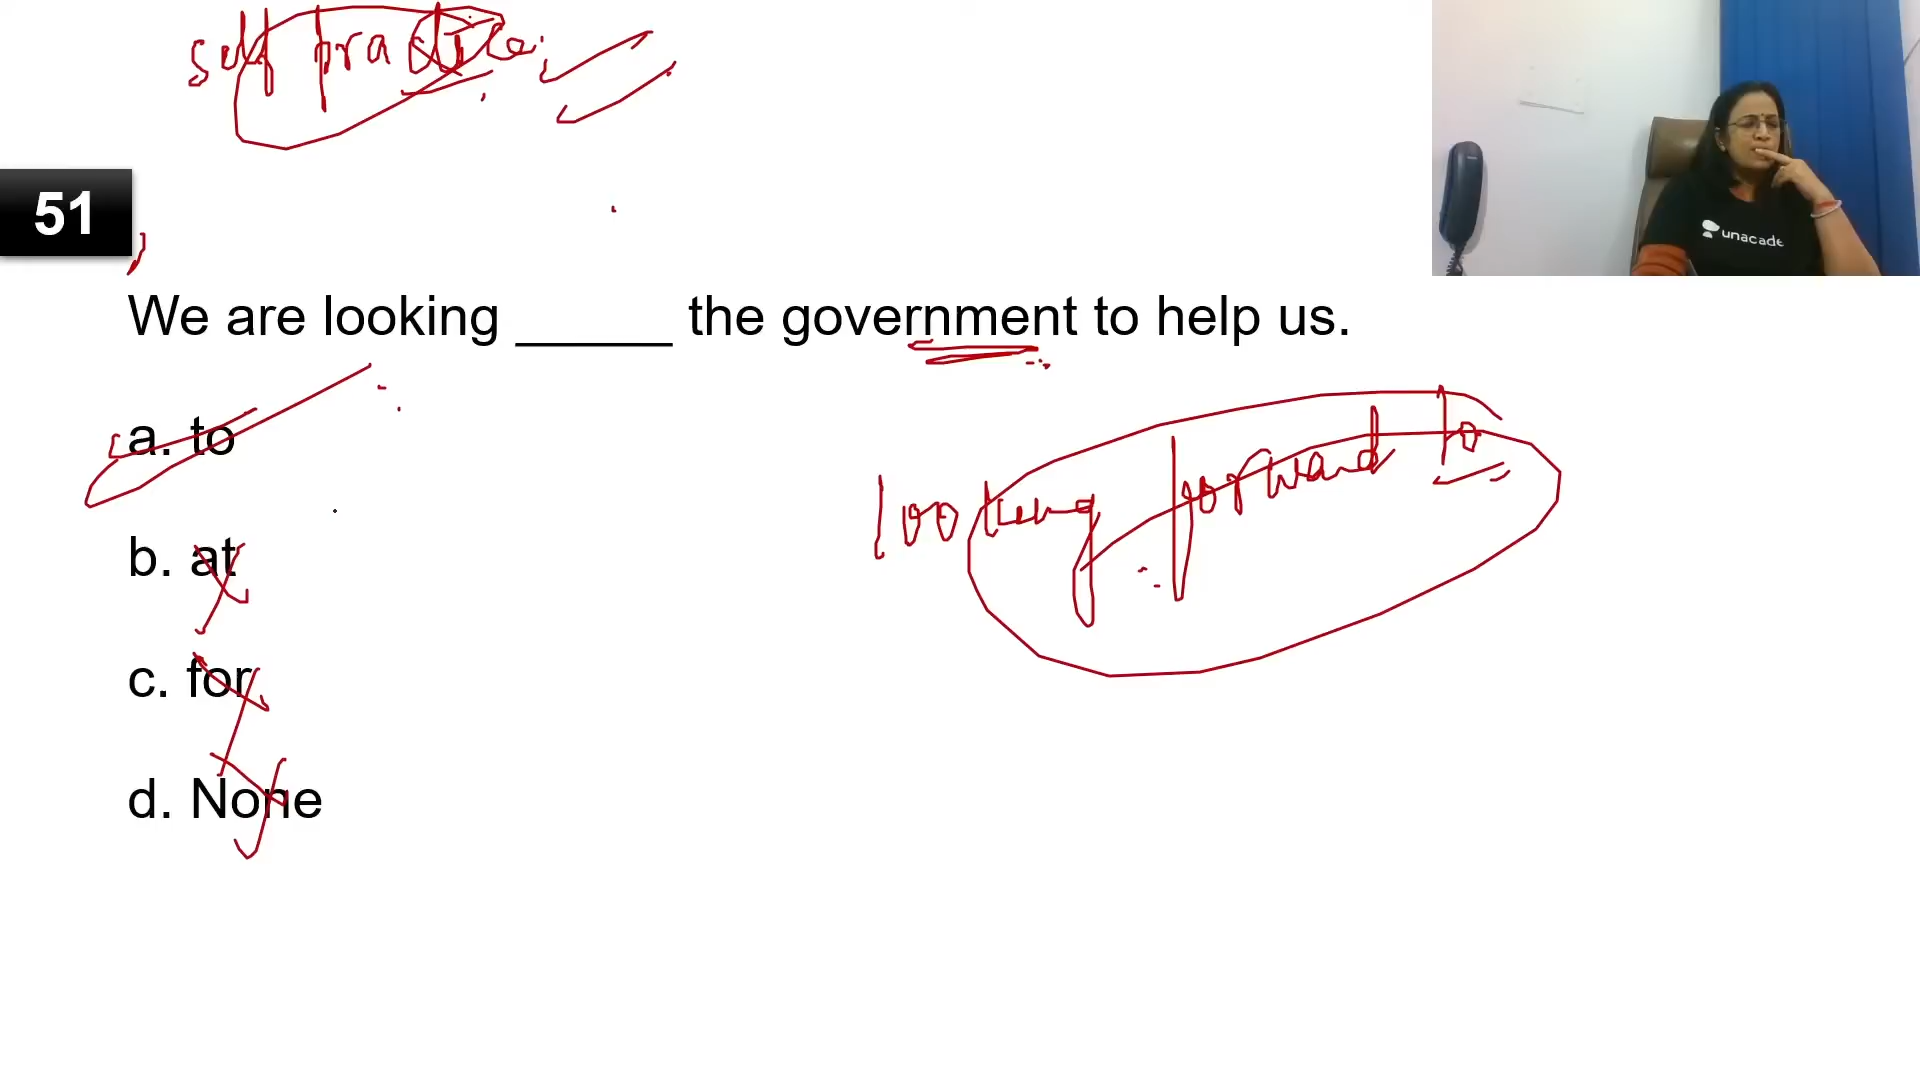 self practice
unacade
51
We are looking ______ the government to help us.
a. to
looking forward to
b. at
c. for
d. None